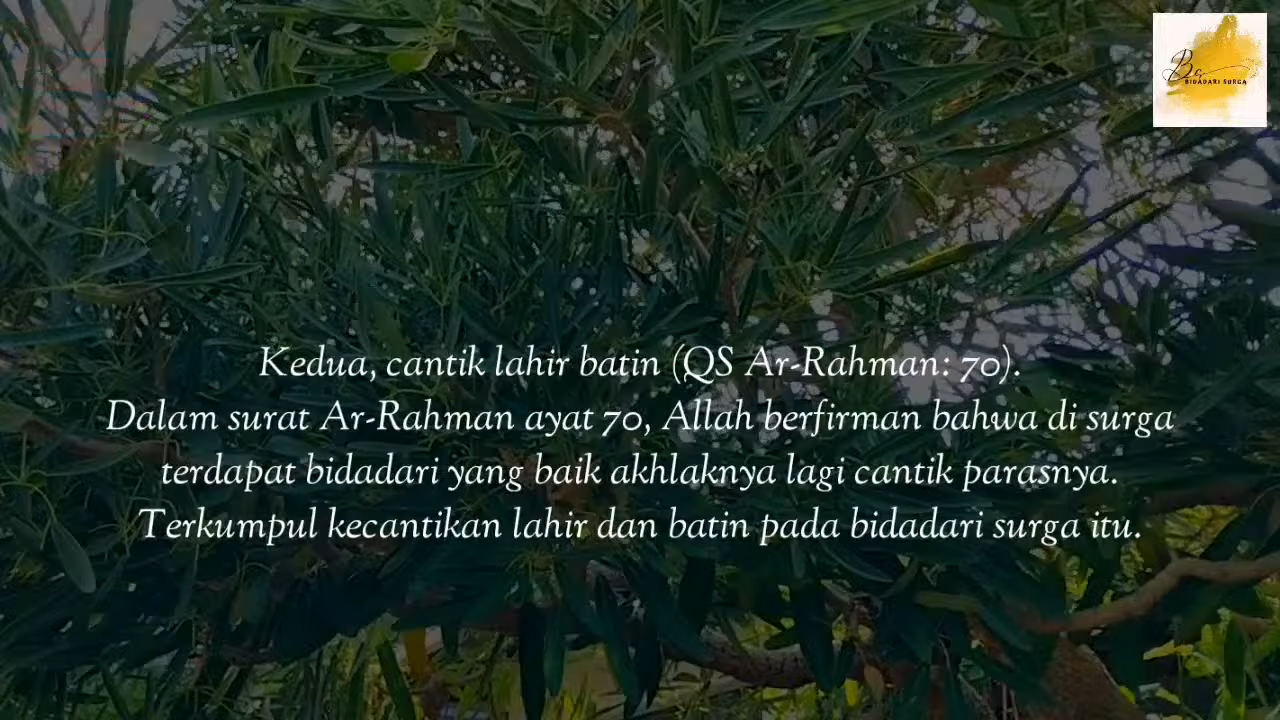 BIDADARI SURGA
Kedua, cantik lahir batin (QS Ar-Rahman: 70).
Dalam surat Ar-Rahman ayat 70, Allah berfirman bahwa di surga
terdapat bidadari yang baik akhlaknya lagi cantik parasnya.
Terkumpul kecantikan lahir dan batin pada bidadari surga itu.